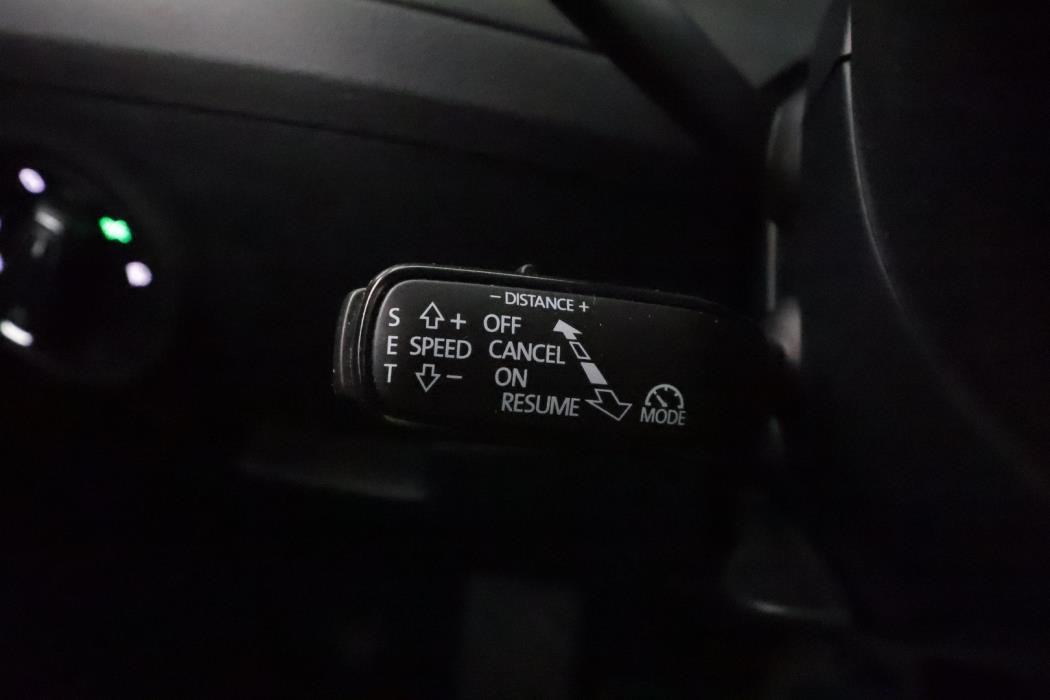 - DISTANCE +
S + OFF
E SPEED CANCEL
T - ON
RESUME MODE